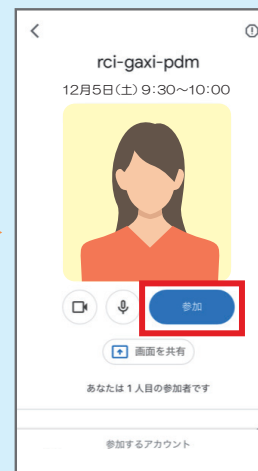 rci-gaxi-pdm
12月5日(土) 9:30〜10:00
参加
画面を共有
あなたは 1 人目の参加者です
参加するアカウント